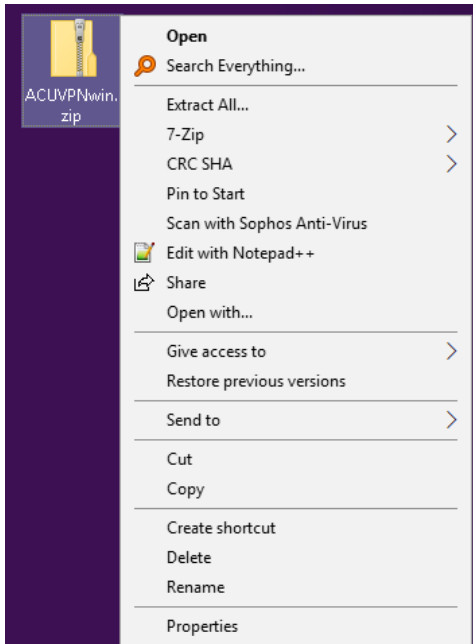 ACUVPNwin.
zip
Open
Search Everything...
Extract All...
7-Zip
CRC SHA
Pin to Start
Scan with Sophos Anti-Virus
Edit with Notepad++
Share
Open with...
Give access to
Restore previous versions
Send to
Cut
Copy
Create shortcut
Delete
Rename
Properties